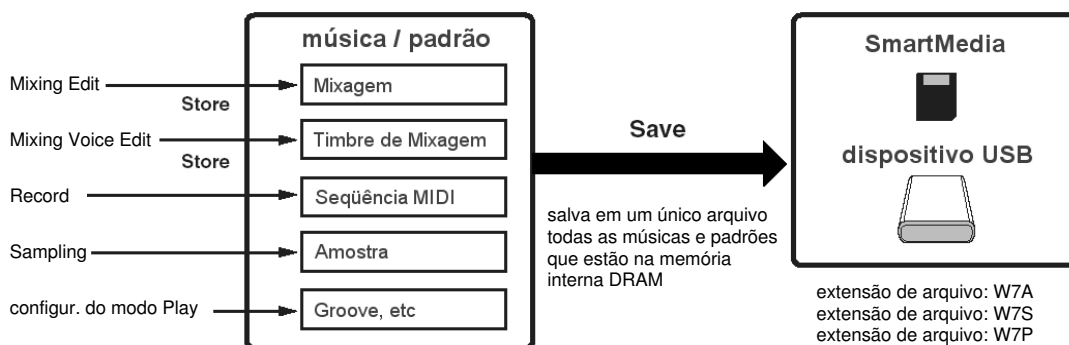 música / padrão
Mixing Edit
Store
Mixagem
Mixing Voice Edit
Store
Timbre de Mixagem
Record
Seqüência MIDI
Sampling
Amostra
configur. do modo Play
Groove, etc
Save
salva em um único arquivo
todas as músicas e padrões
que estão na memória
interna DRAM
SmartMedia
dispositivo USB
extensão de arquivo: W7A
extensão de arquivo: W7S
extensão de arquivo: W7P